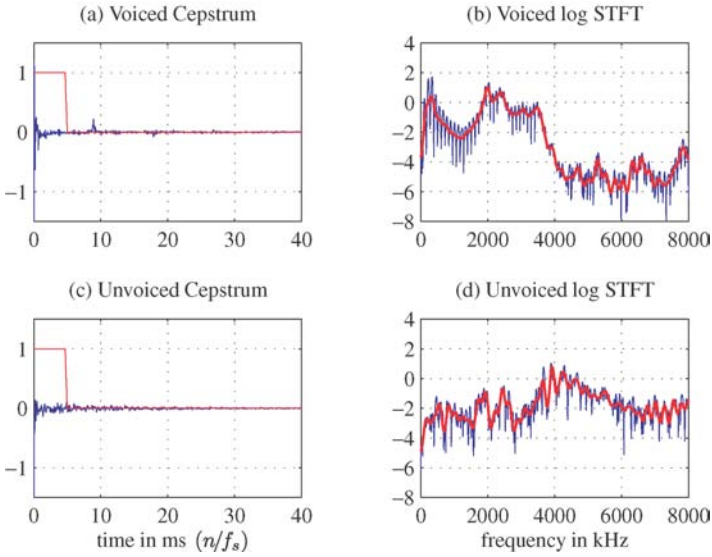 (a) Voiced Cepstrum
1
0
−1
0 10 20 30 40
(b) Voiced log STFT
4
2
0
−2
−4
−6
−8
0 2000 4000 6000 8000
(c) Unvoiced Cepstrum
1
0
−1
0 10 20 30 40
time in ms (n/fs)
(d) Unvoiced log STFT
4
2
0
−2
−4
−6
−8
0 2000 4000 6000 8000
frequency in kHz